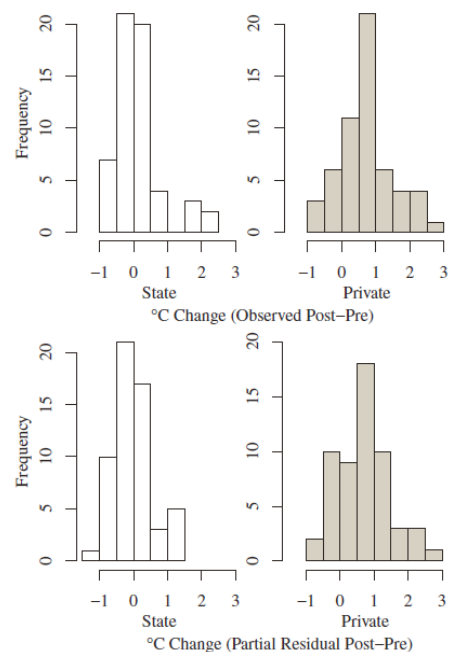 Frequency
0 5 10 15 20
0 5 10 15 20
−1 0 1 2 3
−1 0 1 2 3
State
Private
°C Change (Observed Post−Pre)
Frequency
0 5 10 15 20
0 5 10 15 20
−1 0 1 2 3
−1 0 1 2 3
State
Private
°C Change (Partial Residual Post−Pre)